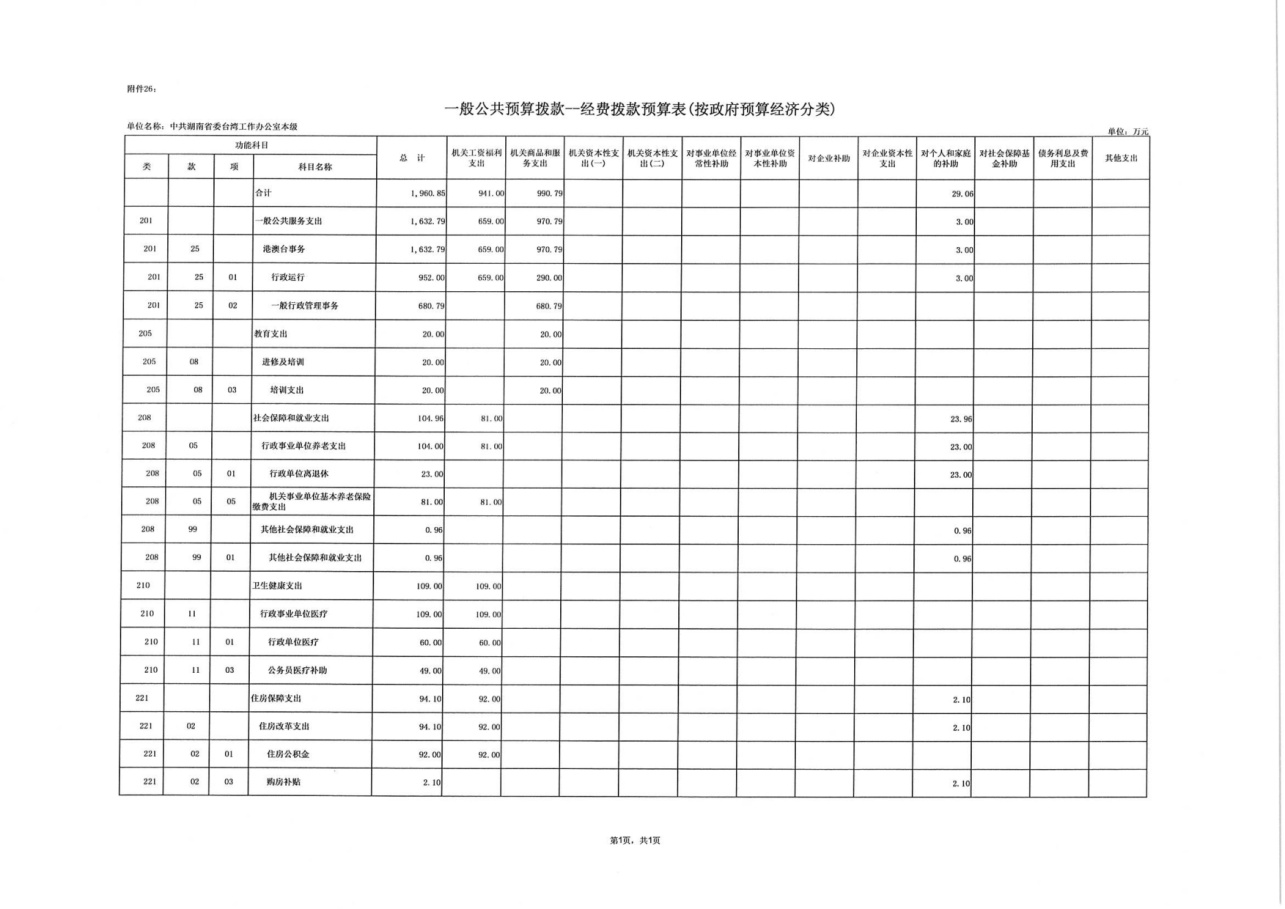 附件26：
一般公共预算拨款--经费拨款预算表(按政府预算经济分类)
单位名称：中共湖南省委台湾工作办公室本级 单位：万元
功能科目 总 计 机关工资福利支出 机关商品和服务支出 机关资本性支出(一) 机关资本性支出(二) 对事业单位经常性补助 对事业单位资本性补助 对企业补助 对企业资本性支出 对个人和家庭的补助 对社会保障基金补助 债务利息及费用支出 其他支出
类 款 项 科目名称
合计 1,960.85 941.00 990.79 29.06
201 一般公共服务支出 1,632.79 659.00 970.79 3.00
201 25 港澳台事务 1,632.79 659.00 970.79 3.00
201 25 01 行政运行 952.00 659.00 290.00 3.00
201 25 02 一般行政管理事务 680.79 680.79
205 教育支出 20.00 20.00
205 08 进修及培训 20.00 20.00
205 08 03 培训支出 20.00 20.00
208 社会保障和就业支出 104.96 81.00 23.96
208 05 行政事业单位养老支出 104.00 81.00 23.00
208 05 01 行政单位离退休 23.00 23.00
208 05 05 机关事业单位基本养老保险缴费支出 81.00 81.00
208 99 其他社会保障和就业支出 0.96 0.96
208 99 01 其他社会保障和就业支出 0.96 0.96
210 卫生健康支出 109.00 109.00
210 11 行政事业单位医疗 109.00 109.00
210 11 01 行政单位医疗 60.00 60.00
210 11 03 公务员医疗补助 49.00 49.00
221 住房保障支出 94.10 92.00 2.10
221 02 住房改革支出 94.10 92.00 2.10
221 02 01 住房公积金 92.00 92.00
221 02 03 购房补贴 2.10 2.10
第1页，共1页